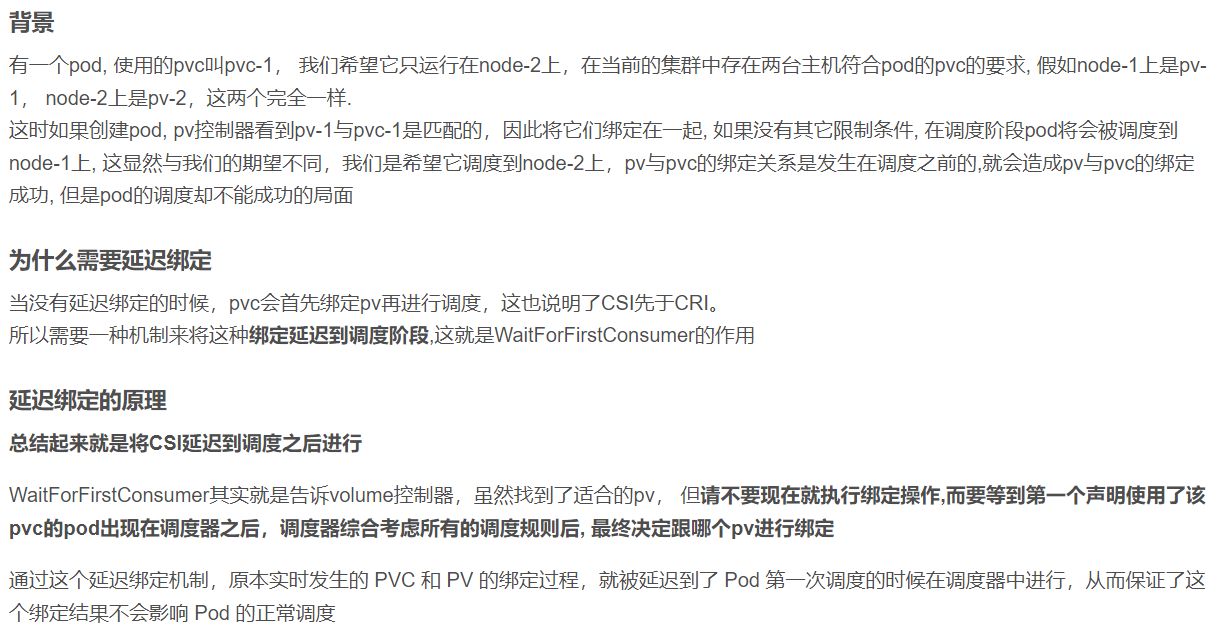 背景
有一个pod, 使用的pvc叫pvc-1， 我们希望它只运行在node-2上，在当前的集群中存在两台主机符合pod的pvc的要求, 假如node-1上是pv-
1， node-2上是pv-2，这两个完全一样.
这时如果创建pod, pv控制器看到pv-1与pvc-1是匹配的，因此将它们绑定在一起, 如果没有其它限制条件, 在调度阶段pod将会被调度到
node-1上, 这显然与我们的期望不同，我们是希望它调度到node-2上，pv与pvc的绑定关系是发生在调度之前的,就会造成pv与pvc的绑定
成功, 但是pod的调度却不能成功的局面
为什么需要延迟绑定
当没有延迟绑定的时候，pvc会首先绑定pv再进行调度，这也说明了CSI先于CRI。
所以需要一种机制来将这种绑定延迟到调度阶段,这就是WaitForFirstConsumer的作用
延迟绑定的原理
总结起来就是将CSI延迟到调度之后进行
WaitForFirstConsumer其实就是告诉volume控制器，虽然找到了适合的pv， 但请不要现在就执行绑定操作,而要等到第一个声明使用了该
pvc的pod出现在调度器之后，调度器综合考虑所有的调度规则后, 最终决定跟哪个pv进行绑定
通过这个延迟绑定机制，原本实时发生的 PVC 和 PV 的绑定过程，就被延迟到了 Pod 第一次调度的时候在调度器中进行，从而保证了这
个绑定结果不会影响 Pod 的正常调度